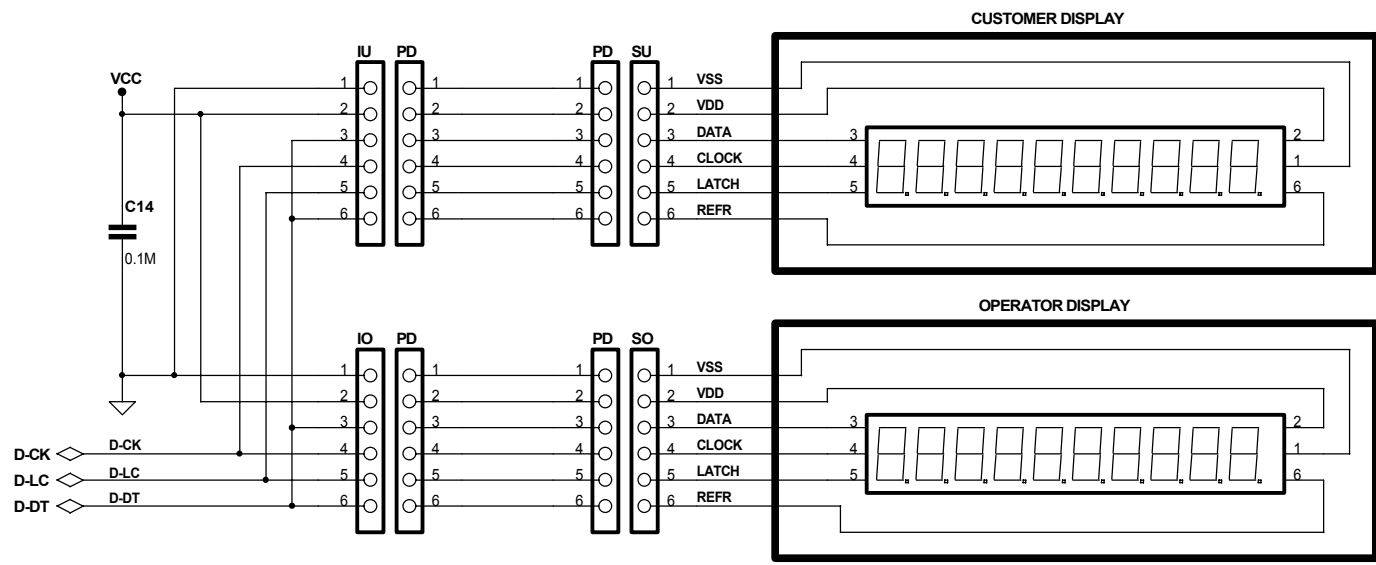 CUSTOMER DISPLAY
IU PD PD SU
VCC
1 1 1 1 VSS
2 2 2 2 VDD
3 3 3 3 DATA 3 2
4 4 4 4 CLOCK 4 1
5 5 5 5 LATCH 5 6
6 6 6 6 REFR
C14
0.1M
OPERATOR DISPLAY
IO PD PD SO
1 1 1 1 VSS
2 2 2 2 VDD
3 3 3 3 DATA 3 2
D-CK D-CK 4 4 4 4 CLOCK 4 1
D-LC D-LC 5 5 5 5 LATCH 5 6
D-DT D-DT 6 6 6 6 REFR